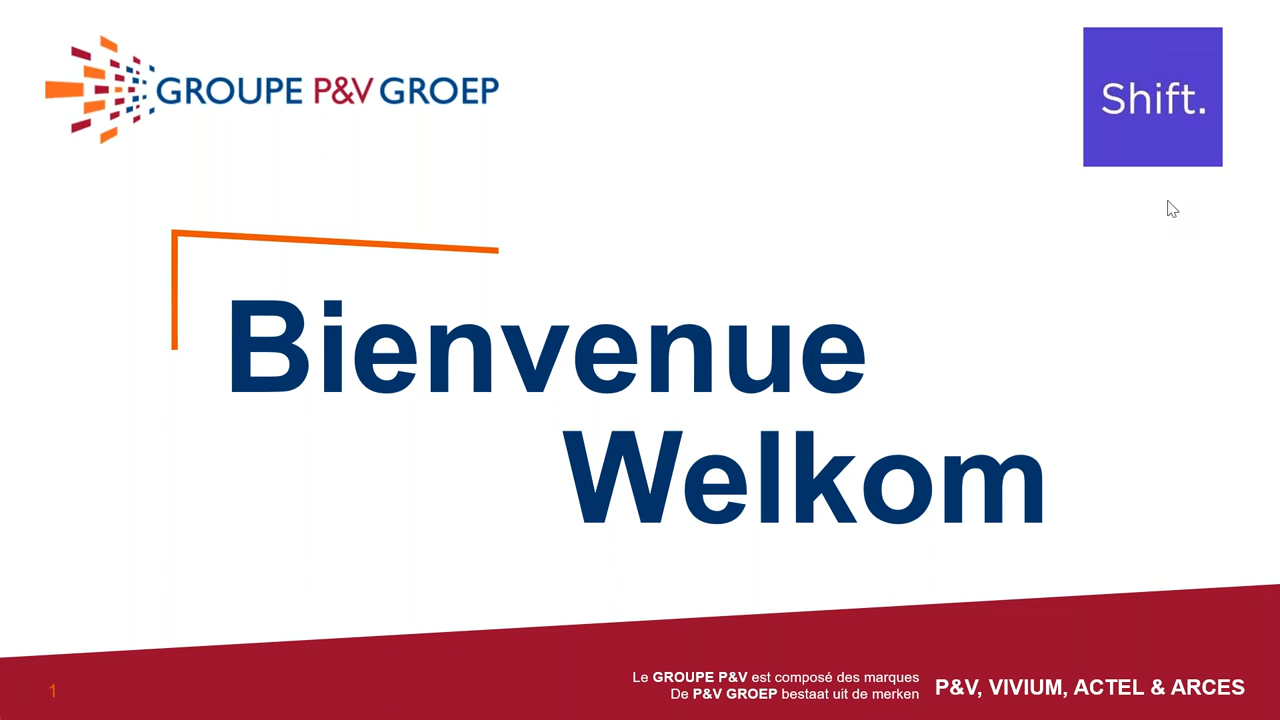 GROUPE P&V GROEP
Shift.
Bienvenue
Welkom
Le GROUPE P&V est composé des marques
De P&V GROEP bestaat uit de merken
P&V, VIVIUM, ACTEL & ARCES
1